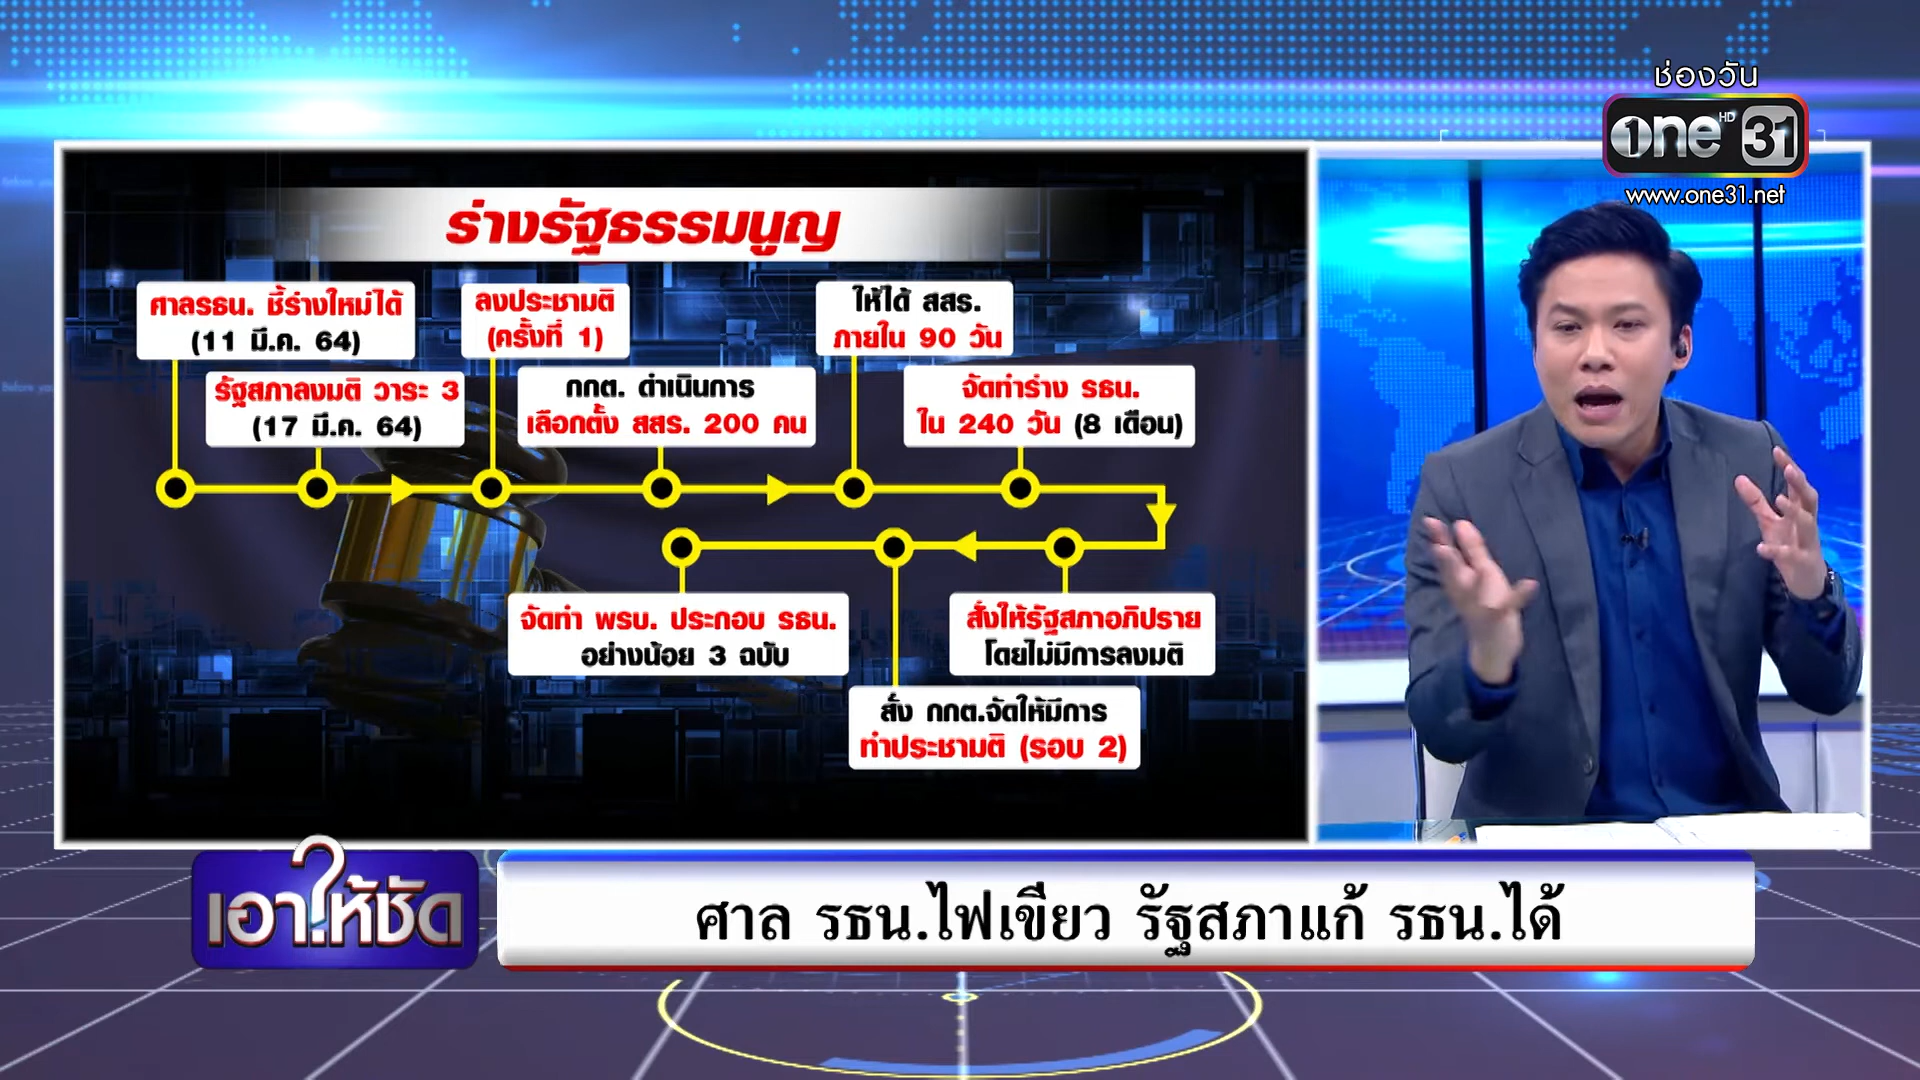 ช่องวัน
one HD 31
www.one31.net
ร่างรัฐธรรมนูญ
ศาลรธน. ชี้ร่างใหม่ได้
(11 มี.ค. 64)
รัฐสภาลงมติ วาระ 3
(17 มี.ค. 64)
ลงประชามติ
(ครั้งที่ 1)
กกต. ดำเนินการ
เลือกตั้ง สสร. 200 คน
ให้ได้ สสร.
ภายใน 90 วัน
จัดทำร่าง รธน.
ใน 240 วัน (8 เดือน)
สั่งให้รัฐสภาอภิปราย
โดยไม่มีการลงมติ
สั่ง กกต.จัดให้มีการ
ทำประชามติ (รอบ 2)
จัดทำ พรบ. ประกอบ รธน.
อย่างน้อย 3 ฉบับ
เอาให้ชัด?
ศาล รธน.ไฟเขียว รัฐสภาแก้ รธน.ได้